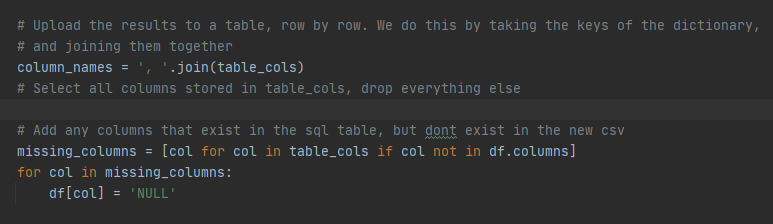 # Upload the results to a table, row by row. We do this by taking the keys of the dictionary,
# and joining them together
column_names = ', '.join(table_cols)
# Select all columns stored in table_cols, drop everything else
# Add any columns that exist in the sql table, but dont exist in the new csv
missing_columns = [col for col in table_cols if col not in df.columns]
for col in missing_columns:
    df[col] = 'NULL'